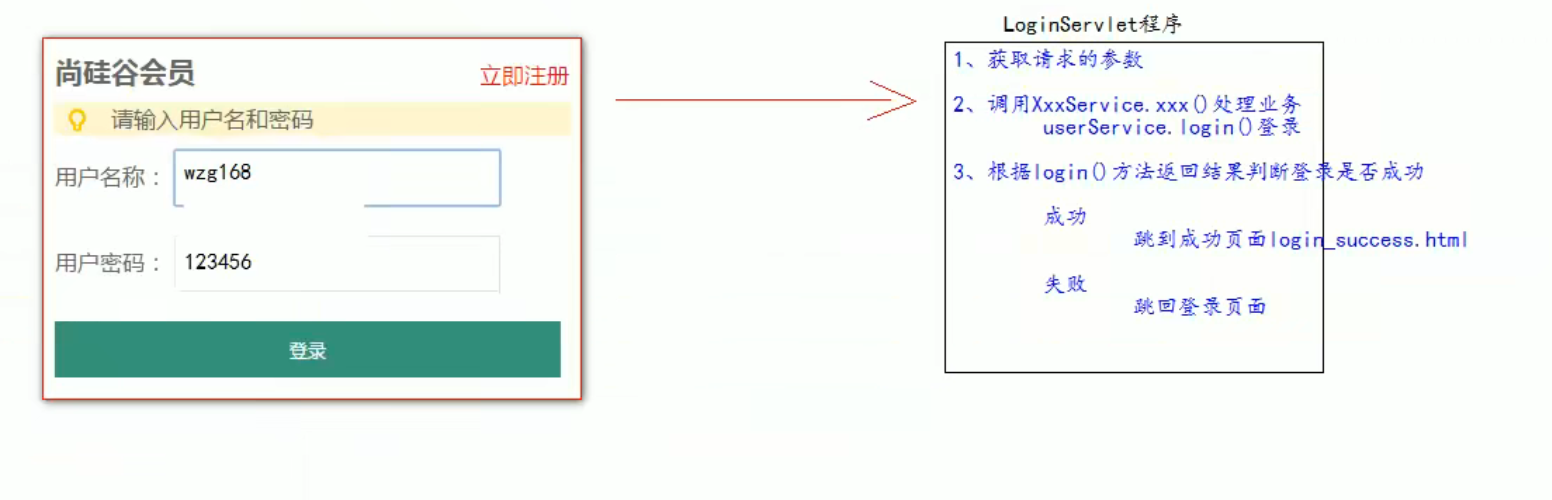 尚硅谷会员
立即注册
请输入用户名和密码
用户名称：
wzg168
用户密码：
123456
登录
LoginServlet程序
1、获取请求的参数
2、调用XxxService.xxx()处理业务
userService.login()登录
3、根据login()方法返回结果判断登录是否成功
成功
跳到成功页面login_success.html
失败
跳回登录页面